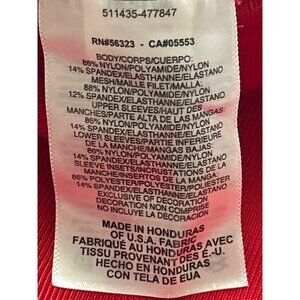 511435-477847
RN#56323 - CA#05553
BODY/CORPS/CUERPO:
86% NYLON/POLYAMIDE/NYLON
14% SPANDEX/ELASTHANNE/ELASTANO
MESH/MAILLE FILET/MALLA:
88% NYLON/POLYAMIDE/NYLON
12% SPANDEX/ELASTHANNE/ELASTANO
UPPER SLEEVES/HAUT DES
MANCHES/PARTE ALTA DE LAS MANGAS:
86% NYLON/POLYAMIDE/NYLON
14% SPANDEX/ELASTHANNE/ELASTANO
LOWER SLEEVES/PARTIE INFERIEURE
DE LA MANCHE/MANGAS BAJAS:
86% NYLON/POLYAMIDE/NYLON
14% SPANDEX/ELASTHANNE/ELASTANO
SLEEVE INSETS/INCRUSTATIONS DE
MANCHES/INSERTOS DE LA MANGA:
86% POLYESTER/POLYESTER/POLIÉSTER
14% SPANDEX/ELASTHANNE/ELASTANO
EXCLUSIVE OF DECORATION
DECORATION NON COMPRISE
NO INCLUYE LA DECORACIÓN
MADE IN HONDURAS
OF U.S.A. FABRIC
FABRIQUÉ AU HONDURAS AVEC
TISSU PROVENANT DES É.-U.
HECHO EN HONDURAS
CON TELA DE EUA